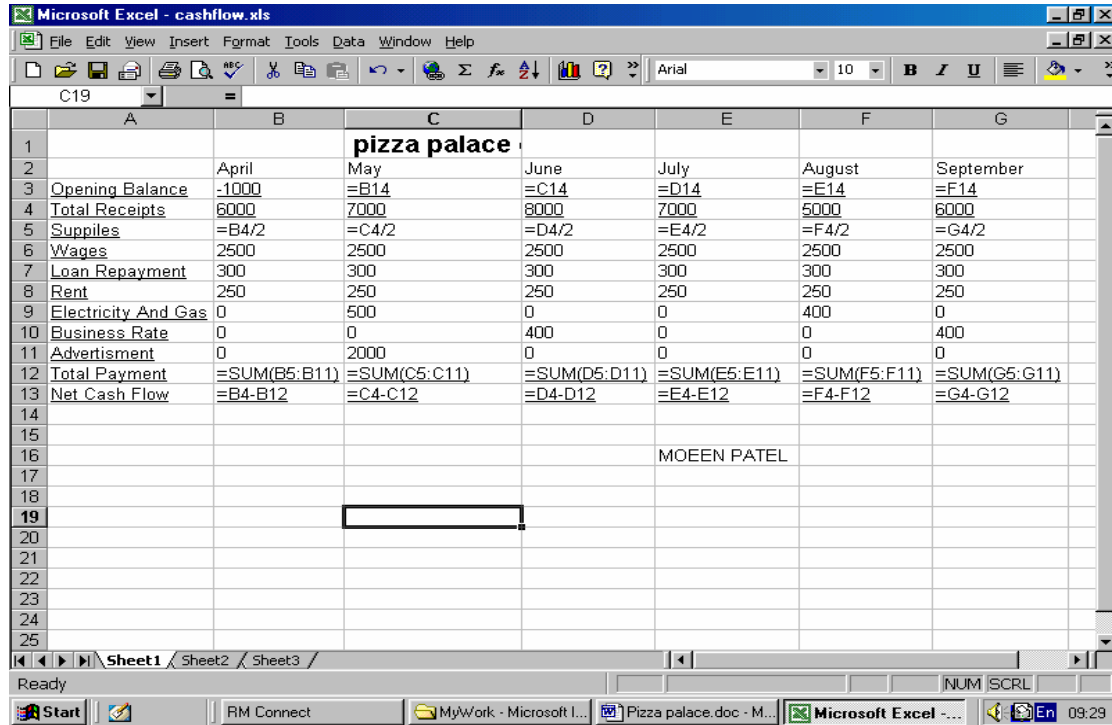 Microsoft Excel - cashflow.xls
File Edit View Insert Format Tools Data Window Help
Arial 10 B I U
C19 =
A B C D E F G
1 pizza palace
2 April May June July August September
3 Opening Balance -1000 =B14 =C14 =D14 =E14 =F14
4 Total Receipts 6000 7000 8000 7000 5000 6000
5 Suppiles =B4/2 =C4/2 =D4/2 =E4/2 =F4/2 =G4/2
6 Wages 2500 2500 2500 2500 2500 2500
7 Loan Repayment 300 300 300 300 300 300
8 Rent 250 250 250 250 250 250
9 Electricity And Gas 0 500 0 0 400 0
10 Business Rate 0 0 400 0 0 400
11 Advertisment 0 2000 0 0 0 0
12 Total Payment =SUM(B5:B11) =SUM(C5:C11) =SUM(D5:D11) =SUM(E5:E11) =SUM(F5:F11) =SUM(G5:G11)
13 Net Cash Flow =B4-B12 =C4-C12 =D4-D12 =E4-E12 =F4-F12 =G4-G12
14
15
16 MOEEN PATEL
17
18
19
20
21
22
23
24
25
Sheet1 Sheet2 Sheet3
Ready NUM SCRL
Start RM Connect MyWork - Microsoft I... Pizza palace.doc - M... Microsoft Excel -... En 09:29